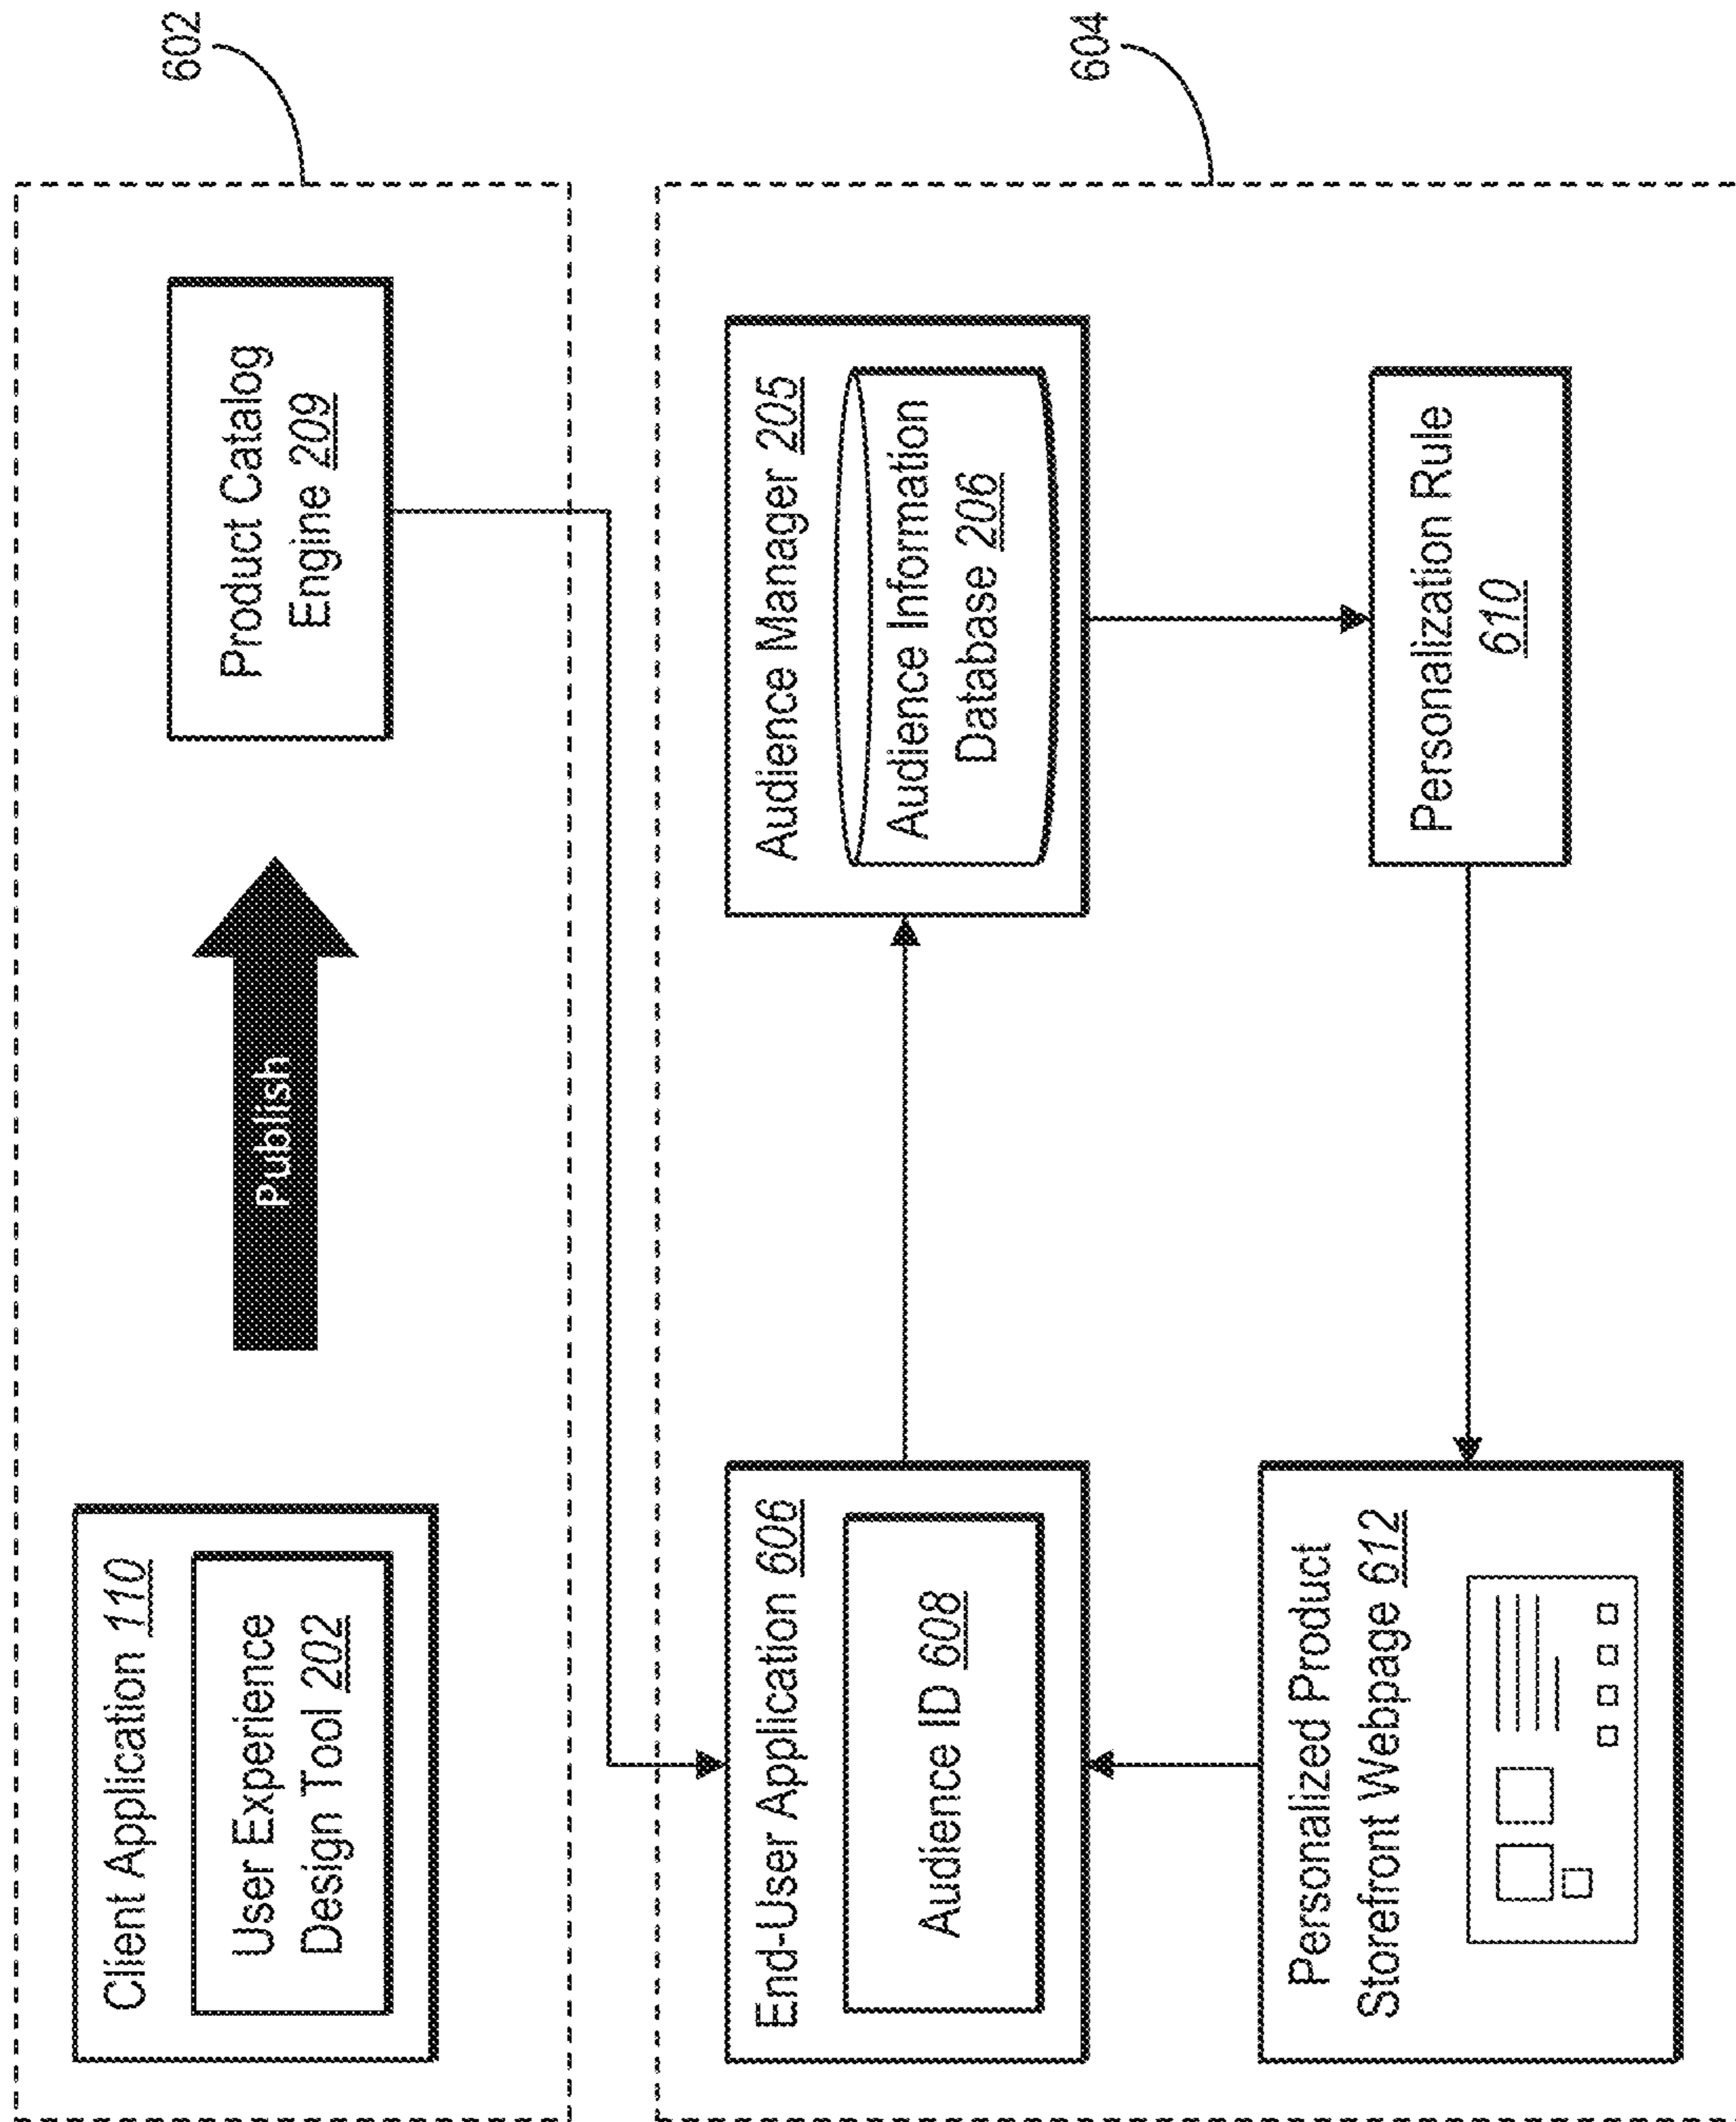 602
Client Application 110
User Experience
Design Tool 202
Publish
Product Catalog
Engine 209
604
End-User Application 606
Audience ID 608
Audience Manager 205
Audience Information
Database 206
Personalized Product
Storefront Webpage 612
Personalization Rule
610